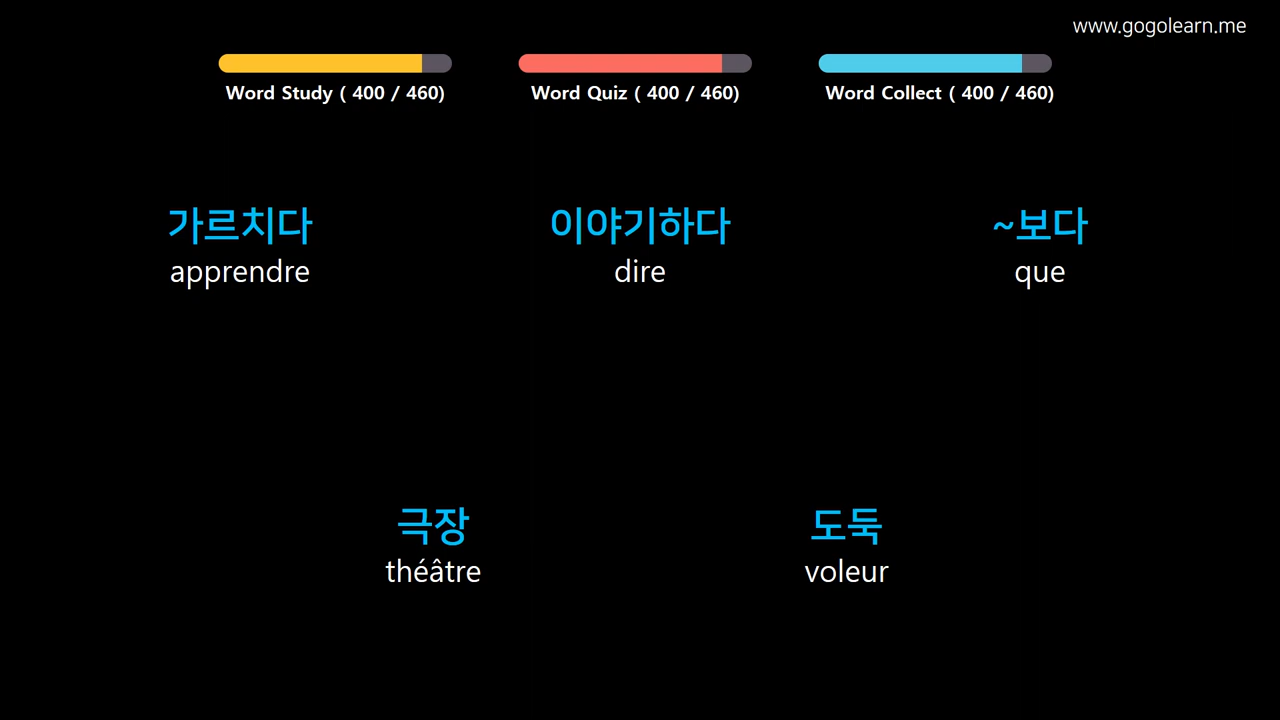 www.gogolearn.me
Word Study ( 400 / 460)
Word Quiz ( 400 / 460)
Word Collect ( 400 / 460)
가르치다
apprendre
이야기하다
dire
~보다
que
극장
théâtre
도둑
voleur